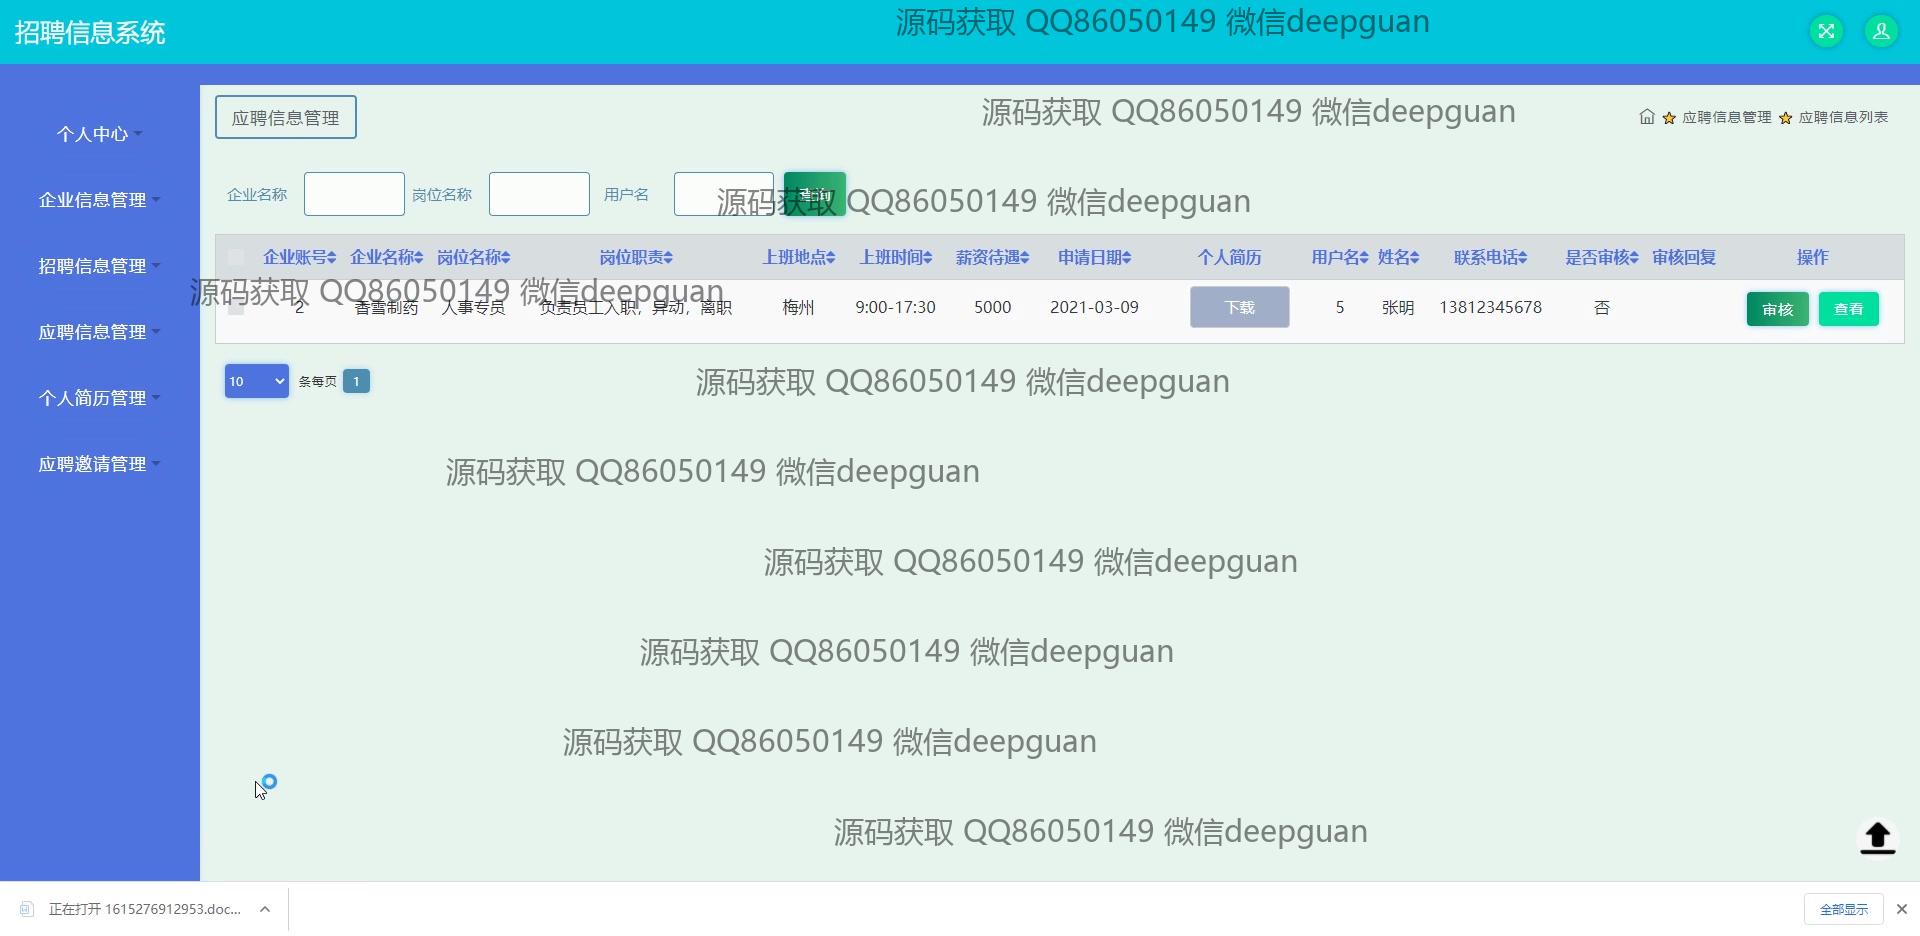 招聘信息系统
源码获取 QQ86050149 微信deepguan
应聘信息管理
源码获取 QQ86050149 微信deepguan
应聘信息管理 应聘信息列表
个人中心
企业信息管理
招聘信息管理
应聘信息管理
个人简历管理
应聘邀请管理
企业名称 岗位名称 用户名 查询
源码获取 QQ86050149 微信deepguan
企业账号 企业名称 岗位名称 岗位职责 上班地点 上班时间 薪资待遇 申请日期 个人简历 用户名 姓名 联系电话 是否审核 审核回复 操作
源码获取 QQ86050149 微信deepguan
2 香雪制药 人事专员 负责员工入职，异动，离职 梅州 9:00-17:30 5000 2021-03-09 下载 5 张明 13812345678 否 审核 查看
10 条每页 1
源码获取 QQ86050149 微信deepguan
源码获取 QQ86050149 微信deepguan
源码获取 QQ86050149 微信deepguan
源码获取 QQ86050149 微信deepguan
源码获取 QQ86050149 微信deepguan
源码获取 QQ86050149 微信deepguan
正在打开 1615276912953.doc...
全部显示